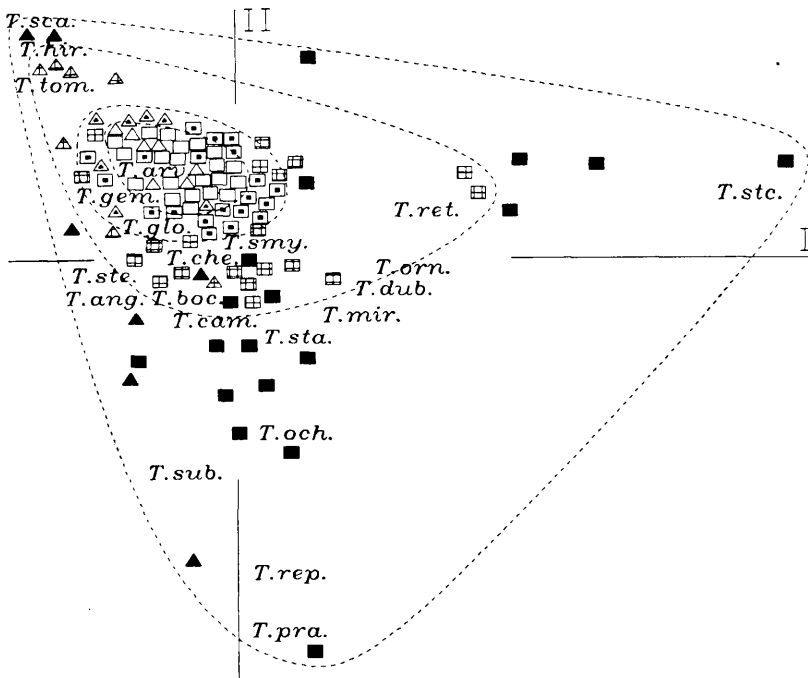 T.sca.
II
T.hir.
T.tom.
T.ari.
T.gem.
T.stc.
T.ret.
T.glo.
T.smy.
I
T.che.
T.orn.
T.ste.
T.dub.
T.ang.
T.boc.
T.cam.
T.mir.
T.sta.
T.och.
T.sub.
T.rep.
T.pra.